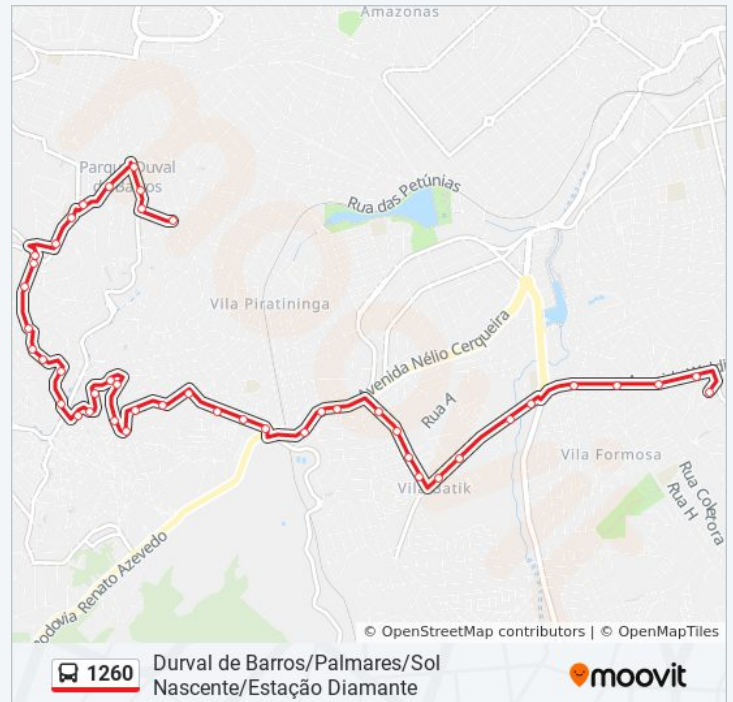 Amazonas
Parque Duval
de Barros
Rua das Petúnias
Vila Piratininga
Avenida Nélio Cerqueira
Rua A
Vila Formosa
Vila Batik
Rua H
odovia Renato Azevedo
© OpenStreetMap contributors | © OpenMapTiles
1260
Durval de Barros/Palmares/Sol
Nascente/Estação Diamante
moovit